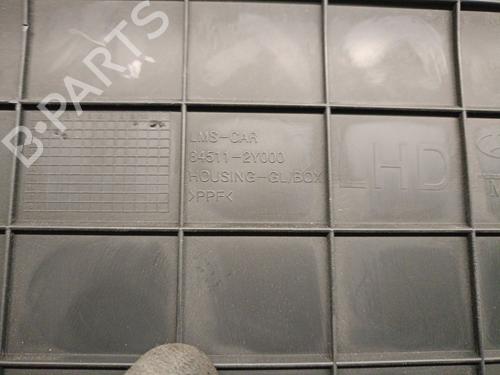 B·PARTS
LMS-CAR
84511-2Y000
HOUSING-GL/BOX
>PPF<
LHD